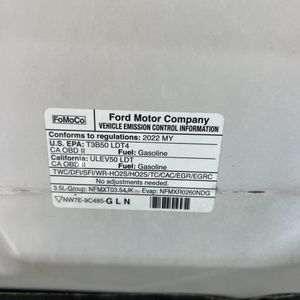 FoMoCo
Ford Motor Company
VEHICLE EMISSION CONTROL INFORMATION
Conforms to regulations: 2022 MY
U.S. EPA: T3B50 LDT4
CA OBD II Fuel: Gasoline
California: ULEV50 LDT
CA OBD II Fuel: Gasoline
TWC/DFI/SFI/WR-HO2S/HO2S/TC/CAC/EGR/EGRC
No adjustments needed.
3.5L-Group: NFMXT03.54JK Evap: NFMXR0260NDG
NW7E-9C485-GLN